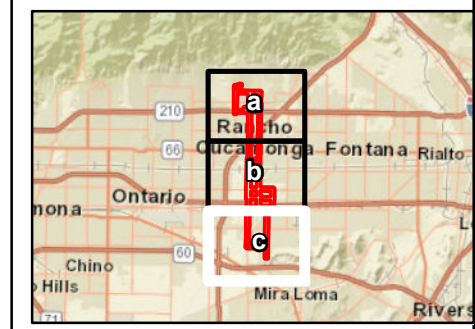 210
a
Rancho
66
Cucamonga Fontana Rialto
b
Ontario
mona
60
c
Chino
Hills
Mira Loma
71
Rivers